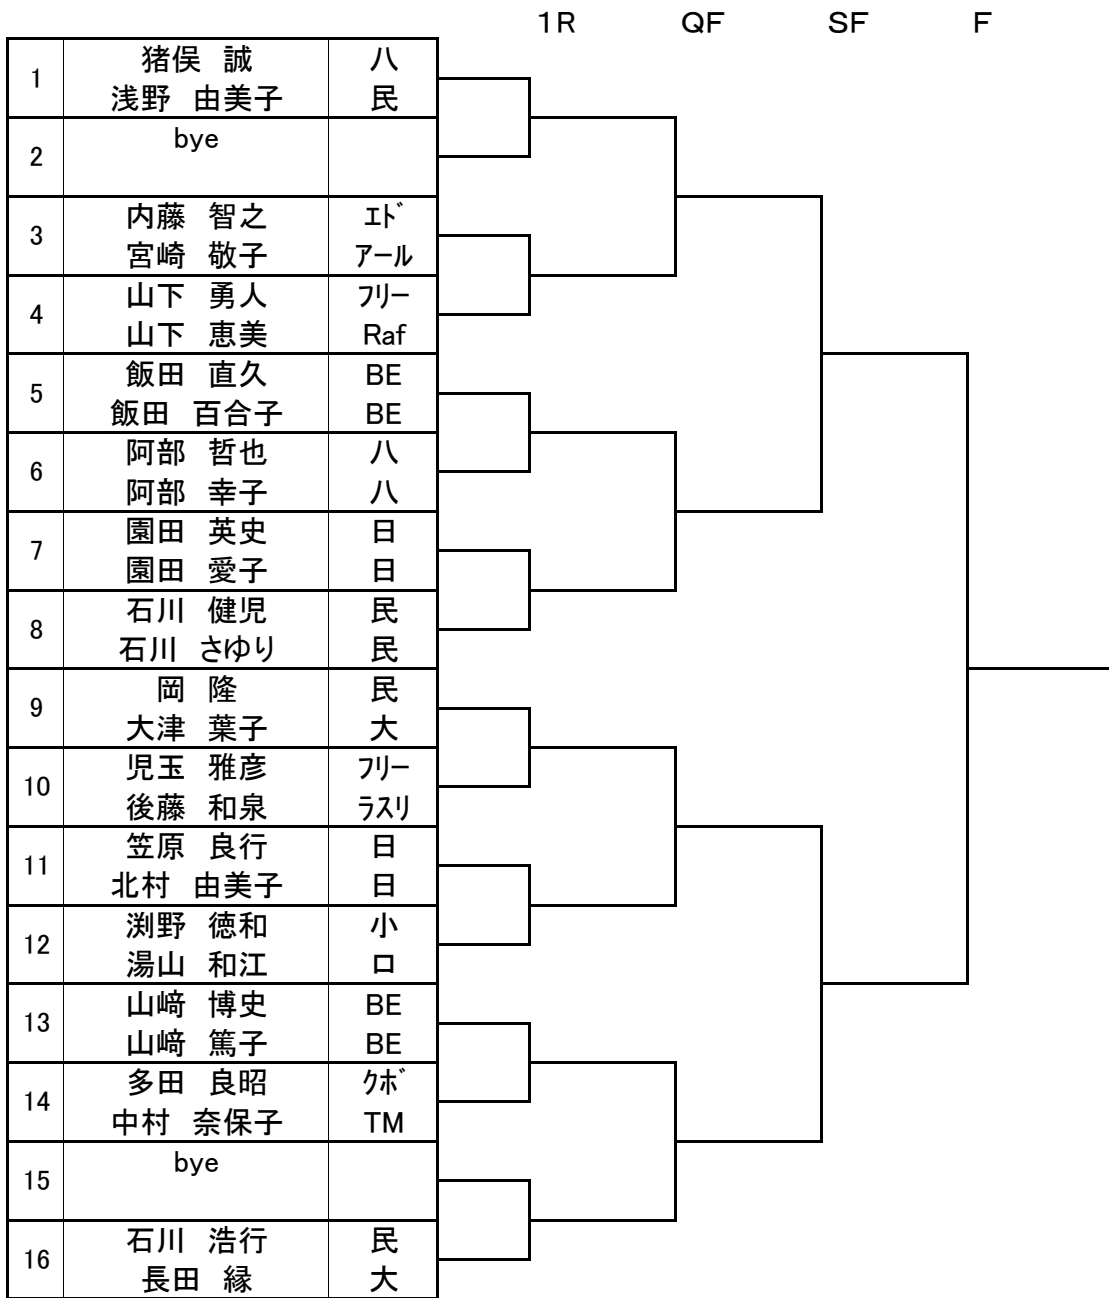 1R QF SF F
1 猪俣 誠 八
浅野 由美子 民
2 bye
3 内藤 智之 ｴﾄﾞ
宮崎 敬子 ｱｰﾙ
4 山下 勇人 ﾌﾘｰ
山下 恵美 Raf
5 飯田 直久 BE
飯田 百合子 BE
6 阿部 哲也 八
阿部 幸子 八
7 園田 英史 日
園田 愛子 日
8 石川 健児 民
石川 さゆり 民
9 岡 隆 民
大津 葉子 大
10 児玉 雅彦 ﾌﾘｰ
後藤 和泉 ﾗｽﾘ
11 笠原 良行 日
北村 由美子 日
12 渕野 徳和 小
湯山 和江 ロ
13 山﨑 博史 BE
山﨑 篤子 BE
14 多田 良昭 ｸﾎﾞ
中村 奈保子 TM
15 bye
16 石川 浩行 民
長田 縁 大